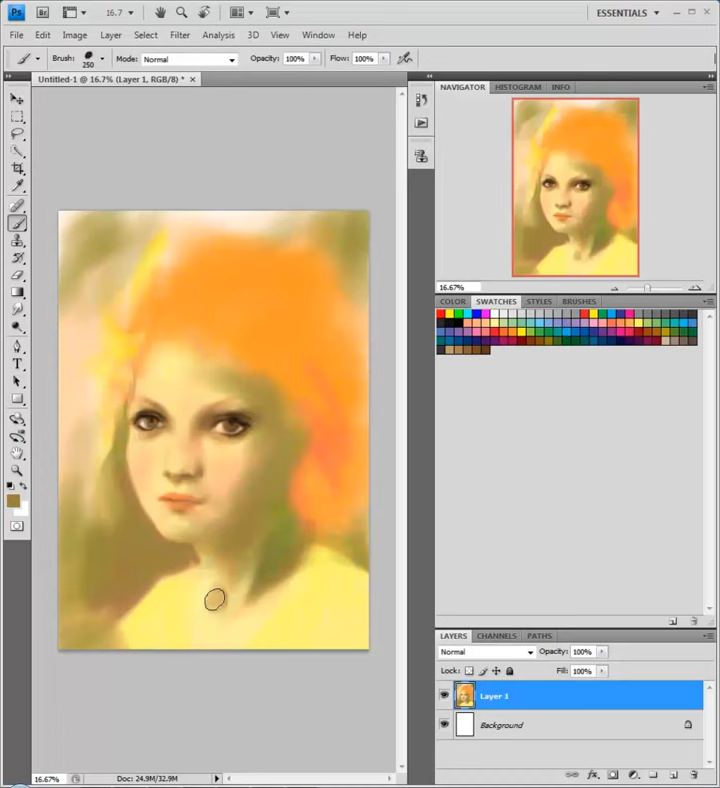 Ps Br 16.7 ESSENTIALS
File Edit Image Layer Select Filter Analysis 3D View Window Help
Brush: 250 Mode: Normal Opacity: 100% Flow: 100%
Untitled-1 @ 16.7% (Layer 1, RGB/8) *
NAVIGATOR HISTOGRAM INFO
16.67%
COLOR SWATCHES STYLES BRUSHES
LAYERS CHANNELS PATHS
Normal Opacity: 100%
Lock: Fill: 100%
Layer 1
Background
16.67% Doc: 24.9M/32.9M
fx
T